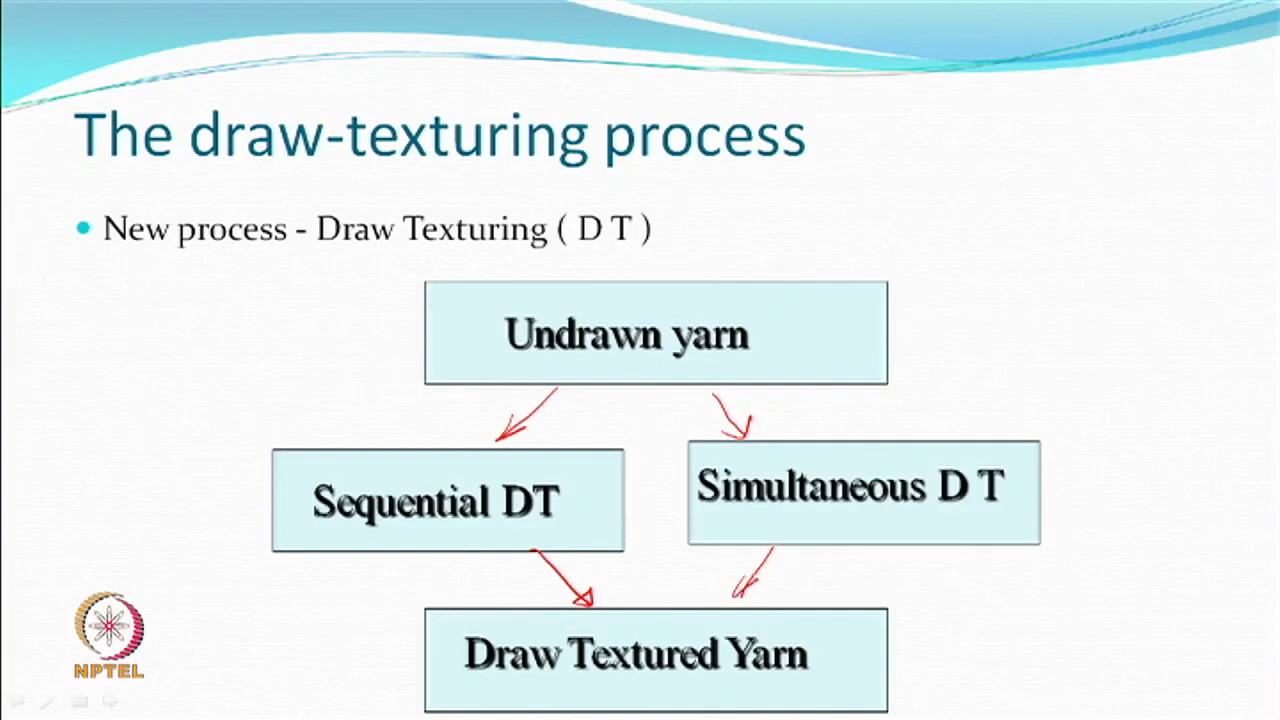 The draw-texturing process
New process - Draw Texturing ( D T )
Undrawn yarn
Sequential DT
Simultaneous D T
Draw Textured Yarn
NPTEL